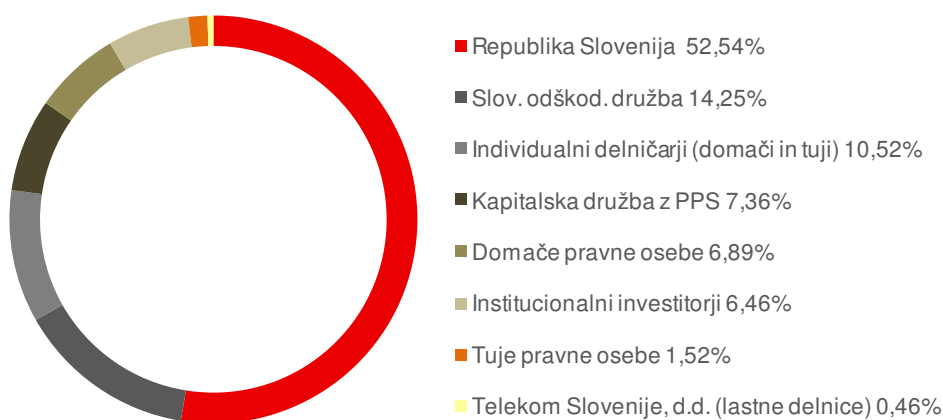 Republika Slovenija 52,54%
Slov. odškod. družba 14,25%
Individualni delničarji (domači in tuji) 10,52%
Kapitalska družba z PPS 7,36%
Domače pravne osebe 6,89%
Institucionalni investitorji 6,46%
Tuje pravne osebe 1,52%
Telekom Slovenije, d.d. (lastne delnice) 0,46%